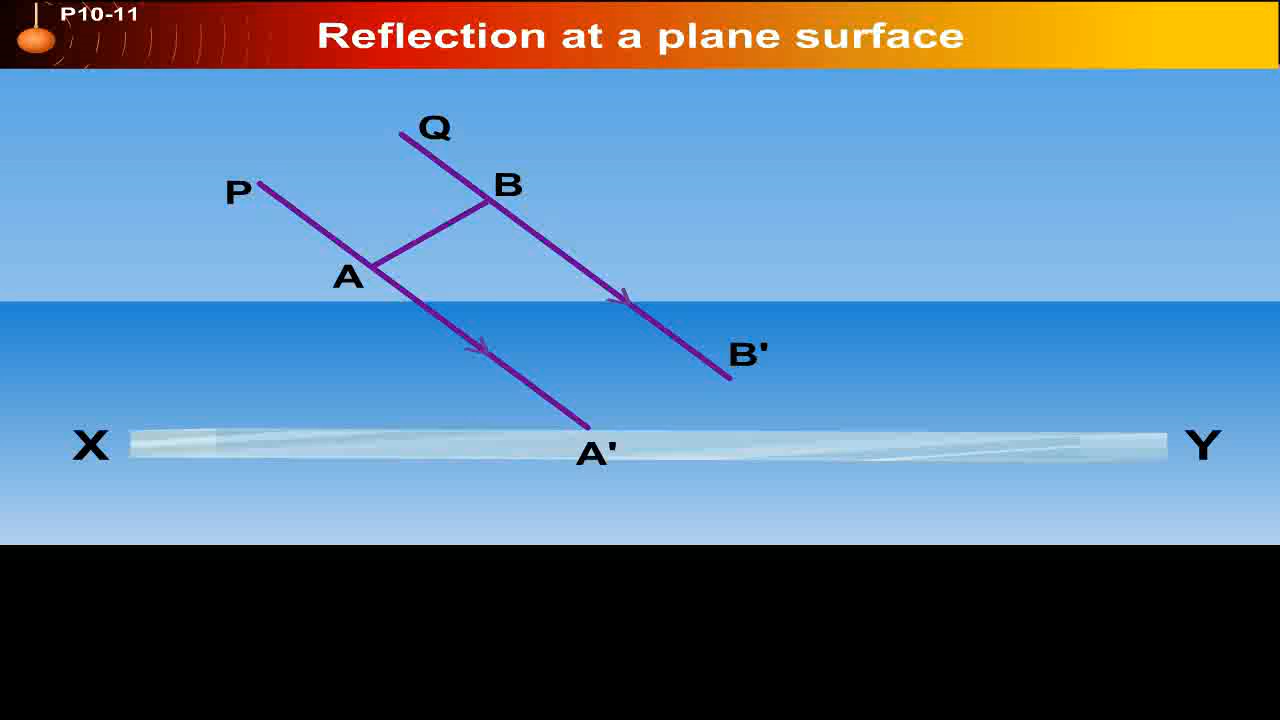 P10-11
Reflection at a plane surface
Q
B
P
A
B'
X
A'
Y